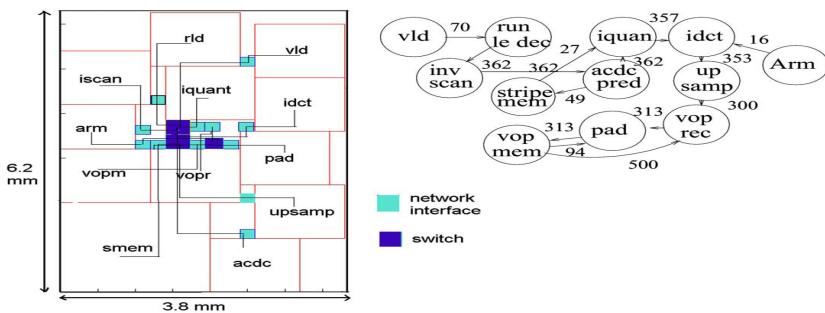 rld
vld
iscan
iquant
idct
arm
vopm
vopr
pad
upsamp
smem
acdc
6.2
mm
3.8 mm
network
interface
switch
vld
70
run
le dec
27
iquan
357
idct
16
Arm
inv
scan
362
362
acdc
pred
362
353
up
samp
stripe
mem
49
300
vop
mem
313
94
pad
313
vop
rec
500